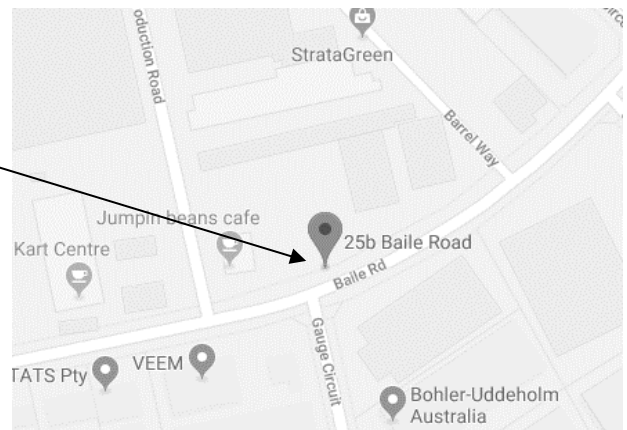 oduction Road
StrataGreen
Barrel Way
Jumpin beans cafe
Kart Centre
25b Baile Road
Baile Rd
Gauge Circuit
TATS Pty
VEEM
Bohler-Uddeholm
Australia